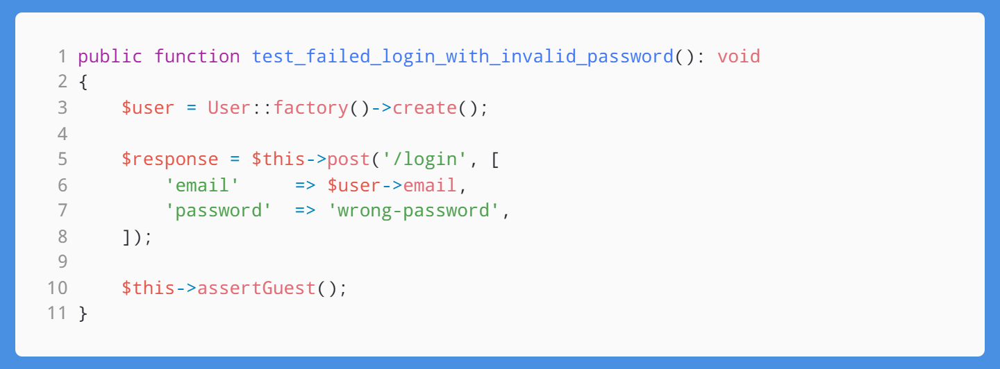 1 public function test_failed_login_with_invalid_password(): void
2 {
3     $user = User::factory()->create();
4
5     $response = $this->post('/login', [
6         'email'     => $user->email,
7         'password'  => 'wrong-password',
8     ]);
9
10     $this->assertGuest();
11 }